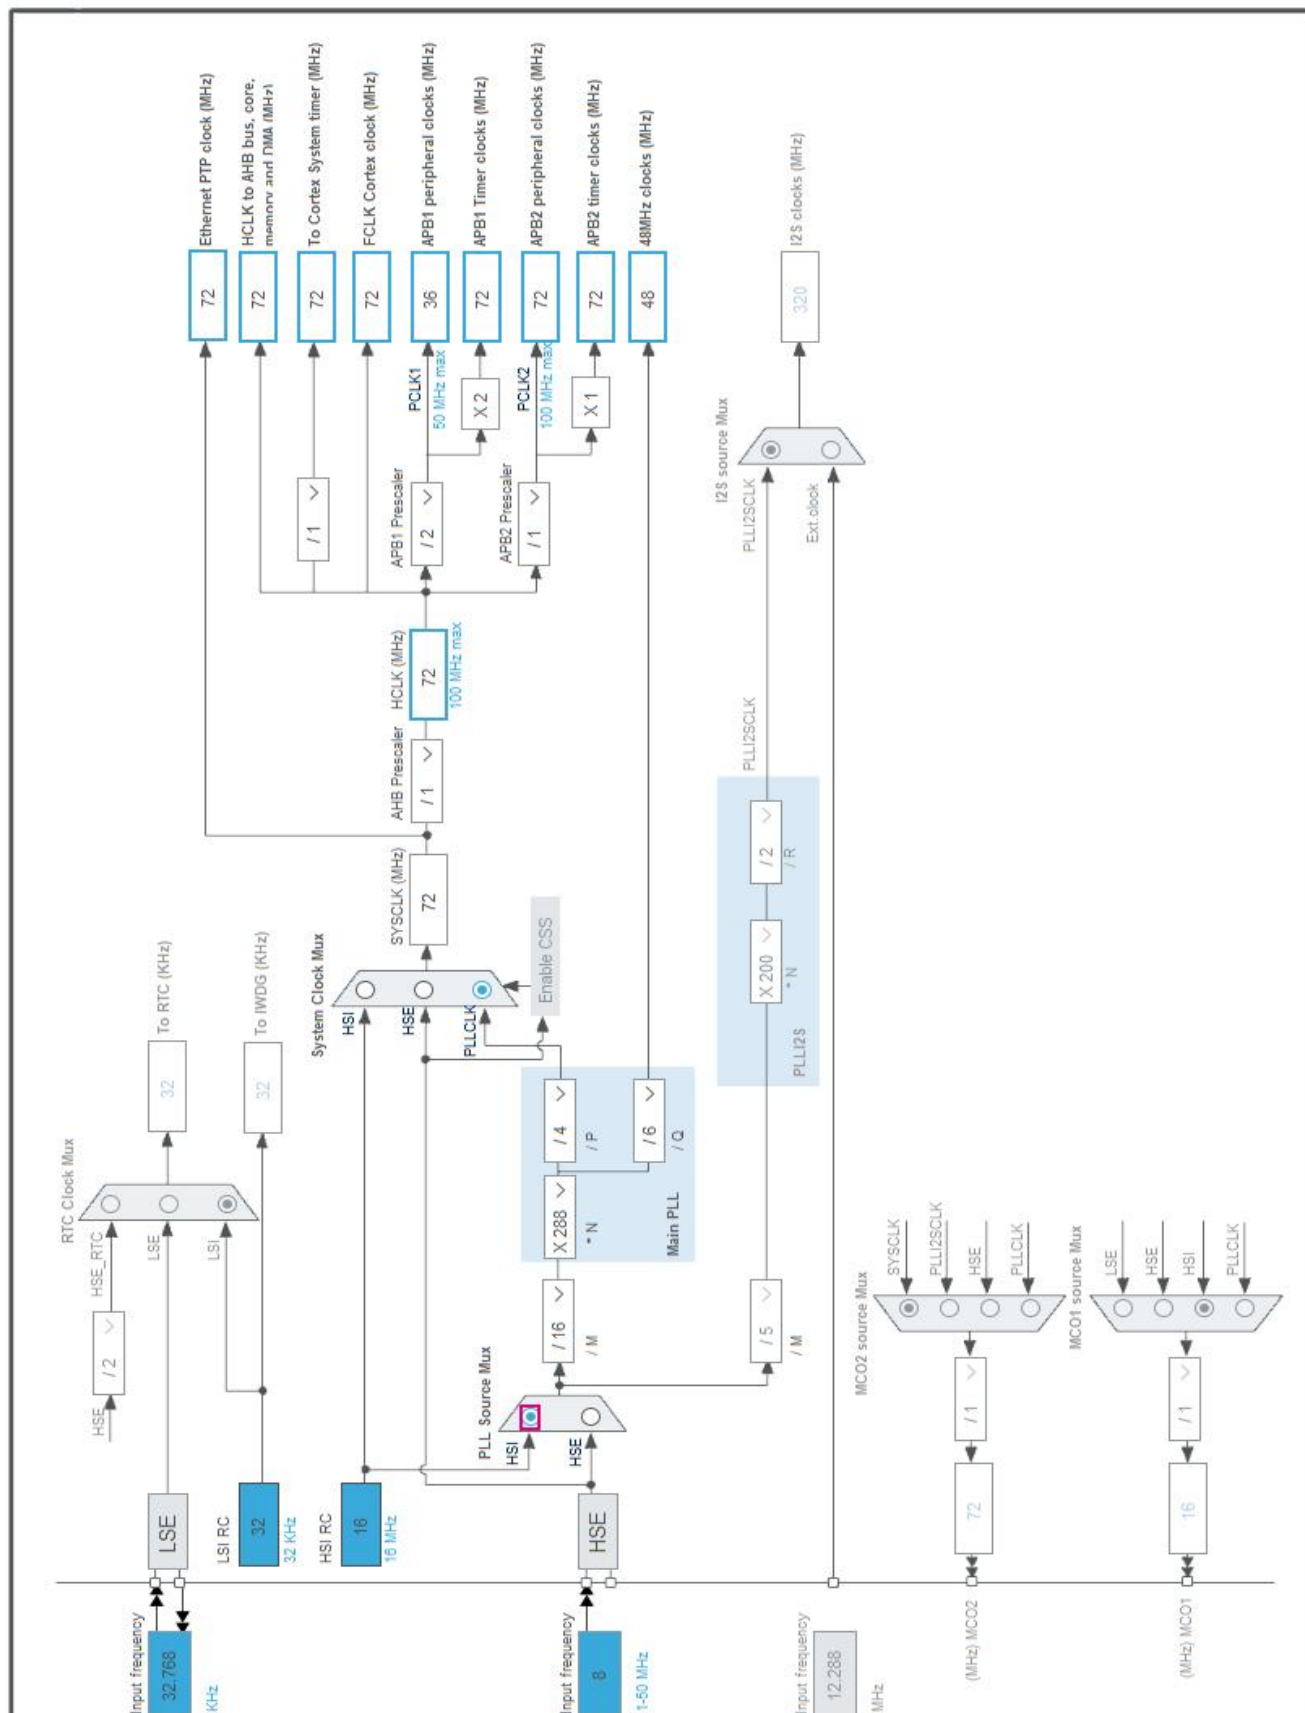 Input frequency
32.768
KHz
LSE
HSE
/ 2
HSE_RTC
LSE
LSI
RTC Clock Mux
32
To RTC (KHz)
LSI RC
32
32 KHz
32
To IWDG (KHz)
HSI RC
16
16 MHz
System Clock Mux
HSI
HSE
PLLCLK
Enable CSS
SYSCLK (MHz)
72
AHB Prescaler
/ 1
HCLK (MHz)
72
100 MHz max
72
Ethernet PTP clock (MHz)
72
HCLK to AHB bus, core,
memory and DMA (MHz)
/ 1
72
To Cortex System timer (MHz)
72
FCLK Cortex clock (MHz)
APB1 Prescaler
/ 2
PCLK1
50 MHz max
36
APB1 peripheral clocks (MHz)
X 2
72
APB1 Timer clocks (MHz)
APB2 Prescaler
/ 1
PCLK2
100 MHz max
72
APB2 peripheral clocks (MHz)
X 1
72
APB2 timer clocks (MHz)
48
48MHz clocks (MHz)
Input frequency
8
1-50 MHz
HSE
PLL Source Mux
HSI
HSE
/ 16
/ M
X 288
* N
/ 4
/ P
/ 6
/ Q
Main PLL
/ 5
/ M
X 200
* N
/ 2
/ R
PLLI2S
PLLI2SCLK
I2S source Mux
PLLI2SCLK
Ext.clock
320
I2S clocks (MHz)
Input frequency
12.288
MHz
MCO2 source Mux
SYSCLK
PLLI2SCLK
HSE
PLLCLK
/ 1
72
(MHz) MCO2
MCO1 source Mux
LSE
HSE
HSI
PLLCLK
/ 1
16
(MHz) MCO1